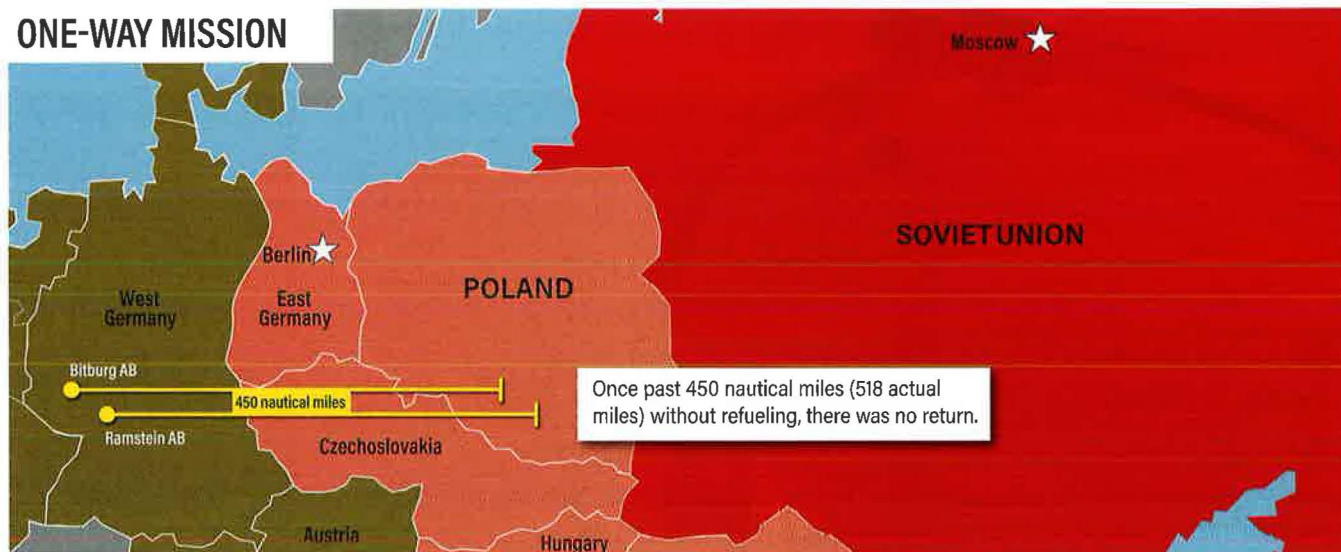 ONE-WAY MISSION
Moscow
SOVIET UNION
Berlin
POLAND
West
Germany
East
Germany
Bitburg AB
450 nautical miles
Ramstein AB
Once past 450 nautical miles (518 actual
miles) without refueling, there was no return.
Czechoslovakia
Austria
Hungary